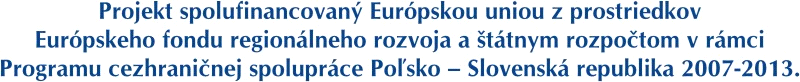 Projekt spolufinancovaný Európskou uniou z prostriedkov
Európskeho fondu regionálneho rozvoja a štátnym rozpočtom v rámci
Programu cezhraničnej spolupráce Poľsko – Slovenská republika 2007-2013.